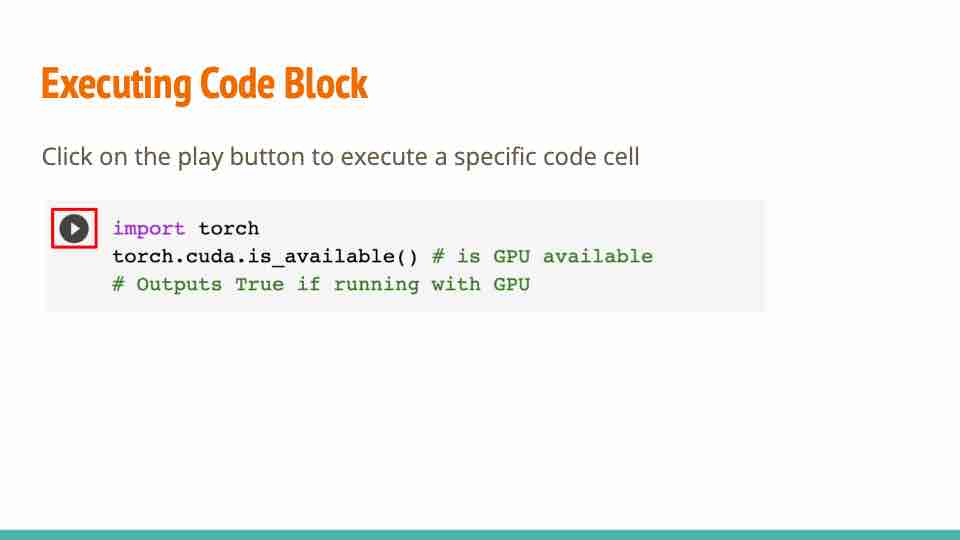 Executing Code Block
Click on the play button to execute a specific code cell
import torch
torch.cuda.is_available() # is GPU available
# Outputs True if running with GPU